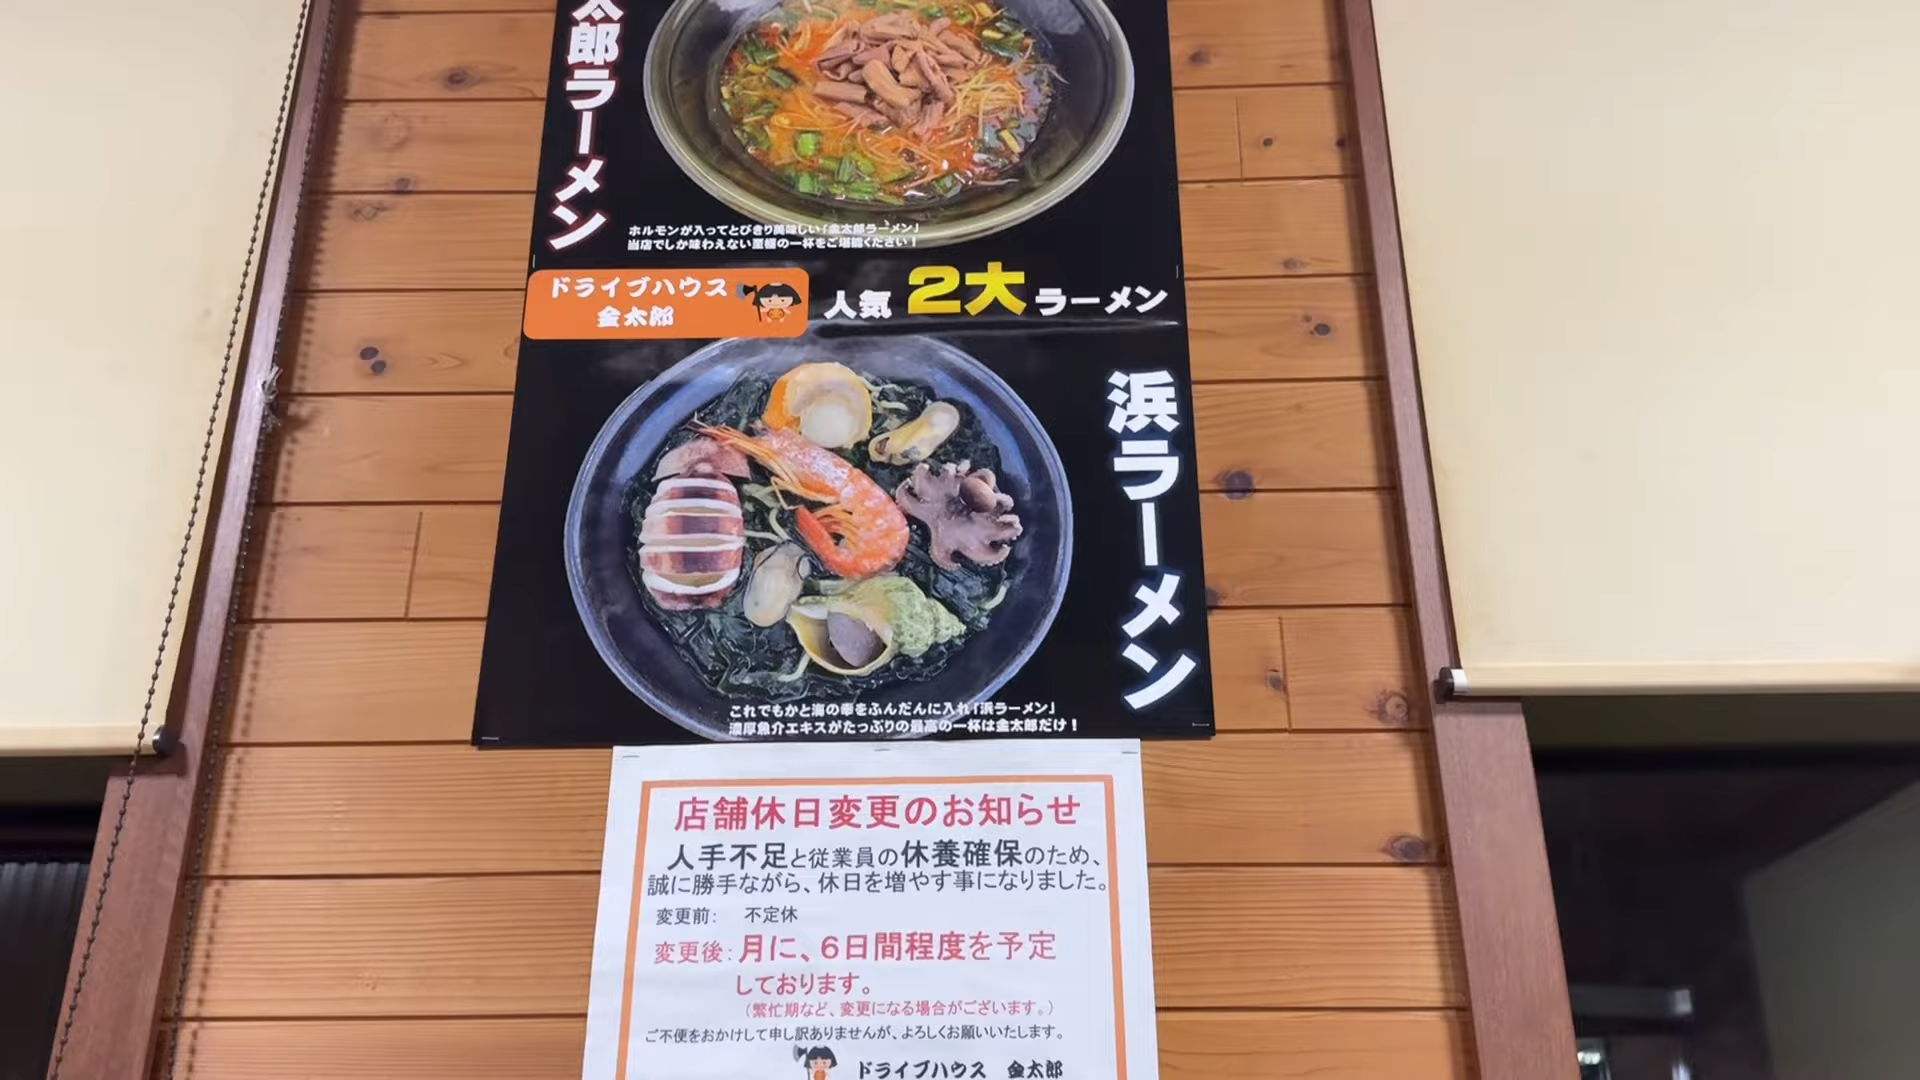 太郎ラーメン
ホルモンが入ってとびきり美味しい「金太郎ラーメン」
当店でしか味わえない至極の一杯をご堪能ください！
ドライブハウス
金太郎
人気 2大 ラーメン
浜ラーメン
これでもかと海の幸をふんだんに入れ「浜ラーメン」
濃厚魚介エキスがたっぷりの最高の一杯は金太郎だけ！
店舗休日変更のお知らせ
人手不足と従業員の休養確保のため、
誠に勝手ながら、休日を増やす事になりました。
変更前： 不定休
変更後：月に、６日間程度を予定
しております。
（繁忙期など、変更になる場合がございます。）
ご不便をおかけして申し訳ありませんが、よろしくお願いいたします。
ドライブハウス 金太郎